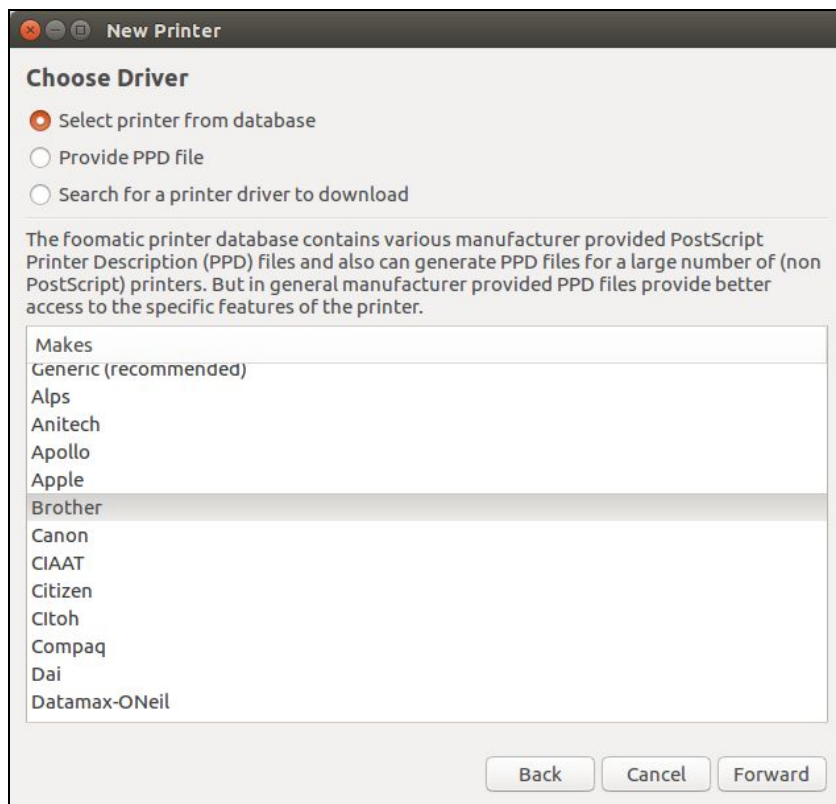 New Printer
Choose Driver
Select printer from database
Provide PPD file
Search for a printer driver to download
The foomatic printer database contains various manufacturer provided PostScript
Printer Description (PPD) files and also can generate PPD files for a large number of (non
PostScript) printers. But in general manufacturer provided PPD files provide better
access to the specific features of the printer.
Makes
Generic (recommended)
Alps
Anitech
Apollo
Apple
Brother
Canon
CIAAT
Citizen
CItoh
Compaq
Dai
Datamax-ONeil
Back Cancel Forward